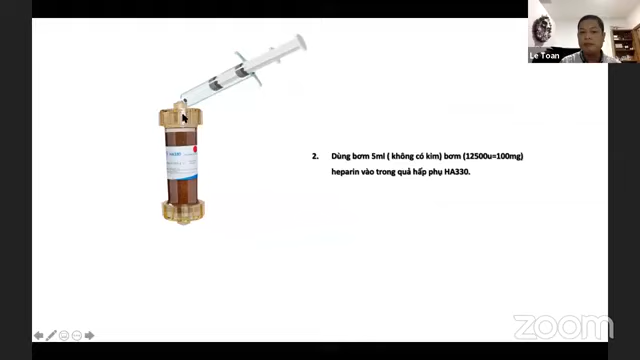 Le Toan
2. Dùng bơm 5ml ( không có kim) bơm (12500u=100mg)
heparin vào trong quả hấp phụ HA330.
zoom